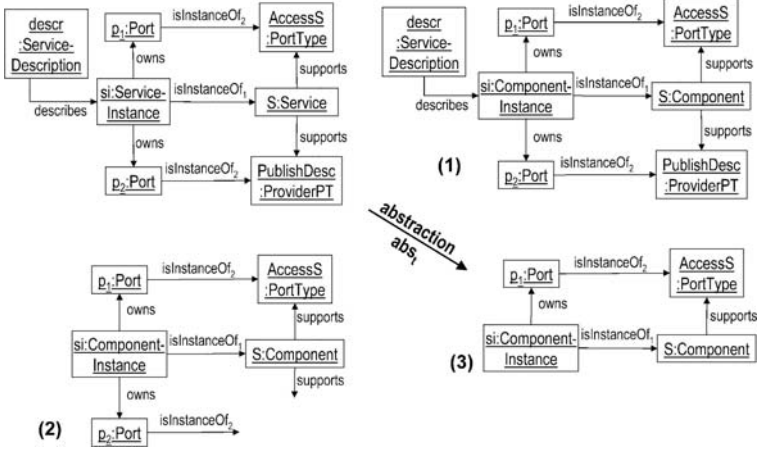 descr
:Service-
Description
p1:Port
isInstanceOf2
AccessS
:PortType
owns
supports
describes
si:Service-
Instance
isInstanceOf1
S:Service
owns
supports
p2:Port
isInstanceOf2
PublishDesc
:ProviderPT
descr
:Service-
Description
p1:Port
isInstanceOf2
AccessS
:PortType
owns
supports
describes
si:Component-
Instance
isInstanceOf1
S:Component
owns
supports
(1)
p2:Port
isInstanceOf2
PublishDesc
:ProviderPT
abstraction
abst
p1:Port
isInstanceOf2
AccessS
:PortType
owns
supports
si:Component-
Instance
isInstanceOf1
S:Component
owns
supports
(2)
p2:Port
isInstanceOf2
p1:Port
isInstanceOf2
AccessS
:PortType
owns
supports
si:Component-
Instance
isInstanceOf1
S:Component
(3)